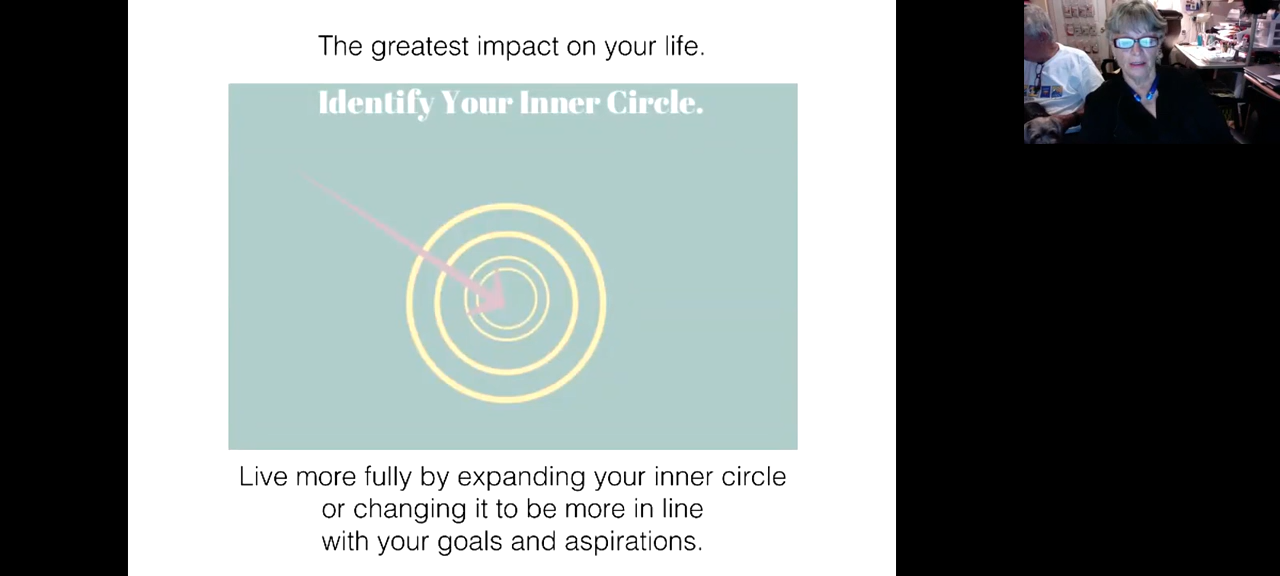 The greatest impact on your life.
Identify Your Inner Circle.
Live more fully by expanding your inner circle
or changing it to be more in line
with your goals and aspirations.